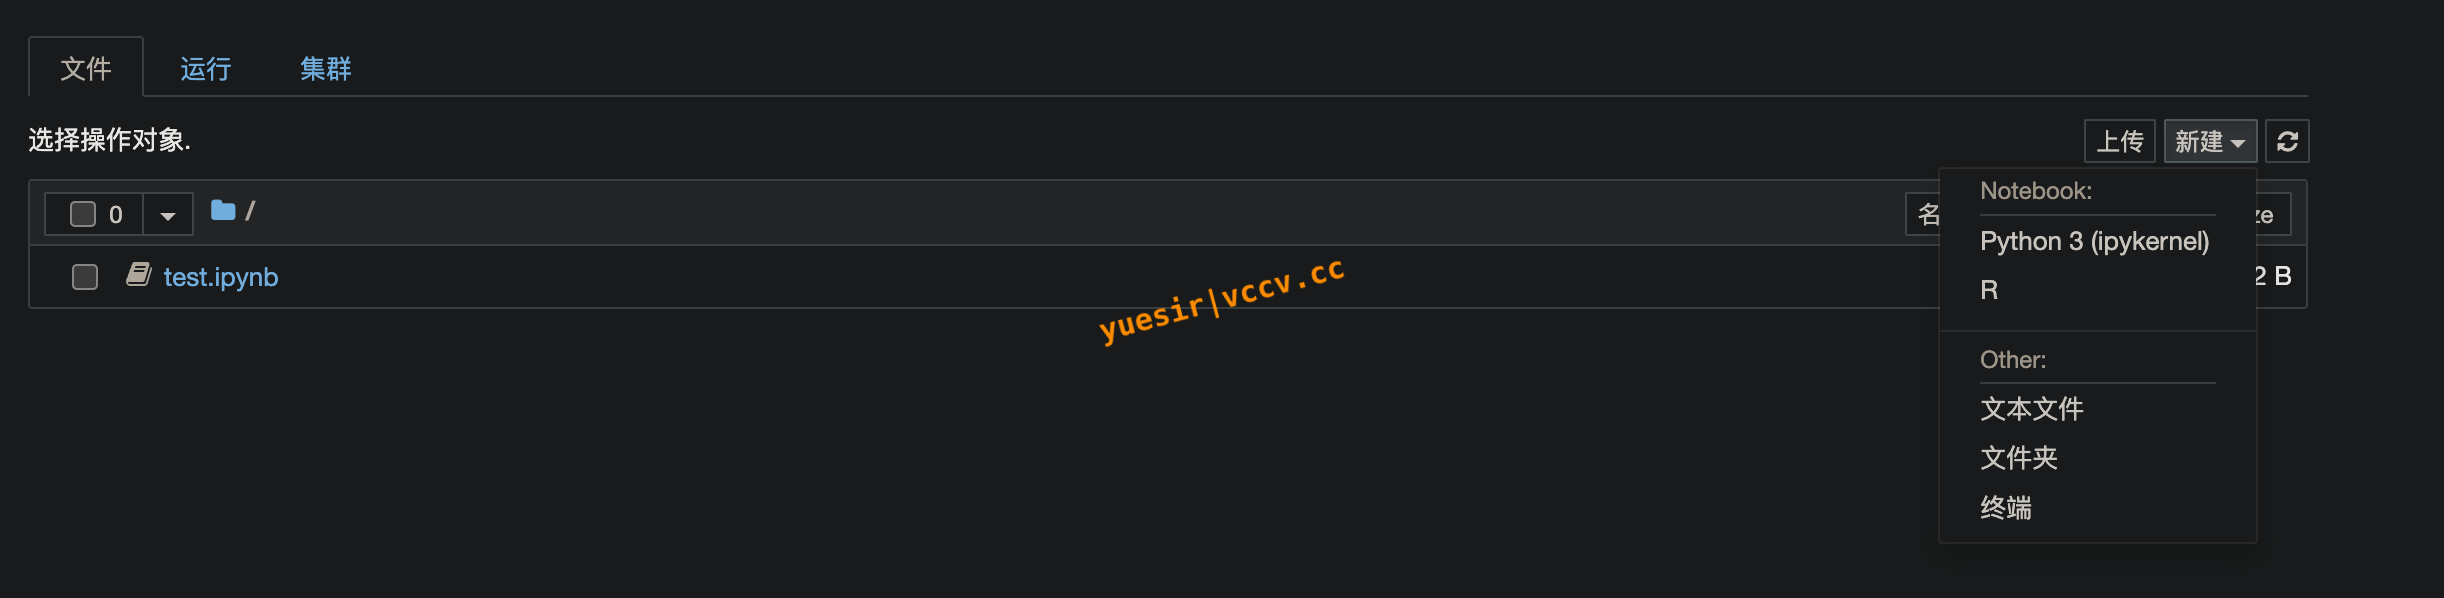 文件 运行 集群
选择操作对象.
上传 新建
0 /
名
test.ipynb
2 B
Notebook:
Python 3 (ipykernel)
R
Other:
文本文件
文件夹
终端
yuesir|vccv.cc